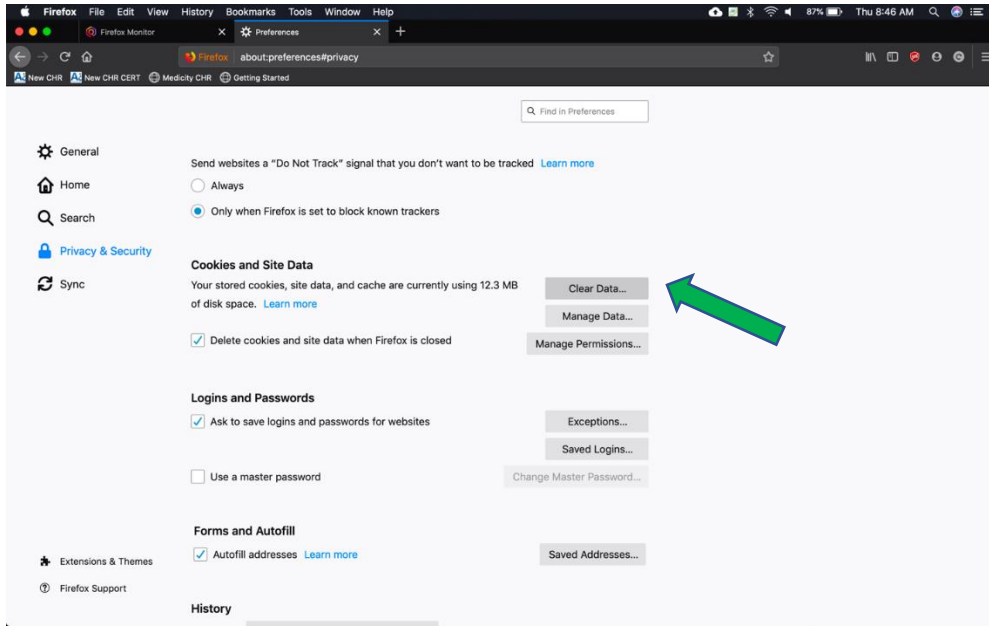 Firefox File Edit View History Bookmarks Tools Window Help 87% Thu 8:46 AM
Firefox Monitor Preferences
Firefox about:preferences#privacy
New CHR New CHR CERT Medicity CHR Getting Started
Find in Preferences
General
Home
Search
Privacy & Security
Sync
Extensions & Themes
Firefox Support
Send websites a “Do Not Track” signal that you don’t want to be tracked Learn more
Always
Only when Firefox is set to block known trackers
Cookies and Site Data
Your stored cookies, site data, and cache are currently using 12.3 MB
of disk space. Learn more
Clear Data...
Manage Data...
Delete cookies and site data when Firefox is closed
Manage Permissions...
Logins and Passwords
Ask to save logins and passwords for websites
Exceptions...
Saved Logins...
Use a master password
Change Master Password...
Forms and Autofill
Autofill addresses Learn more
Saved Addresses...
History